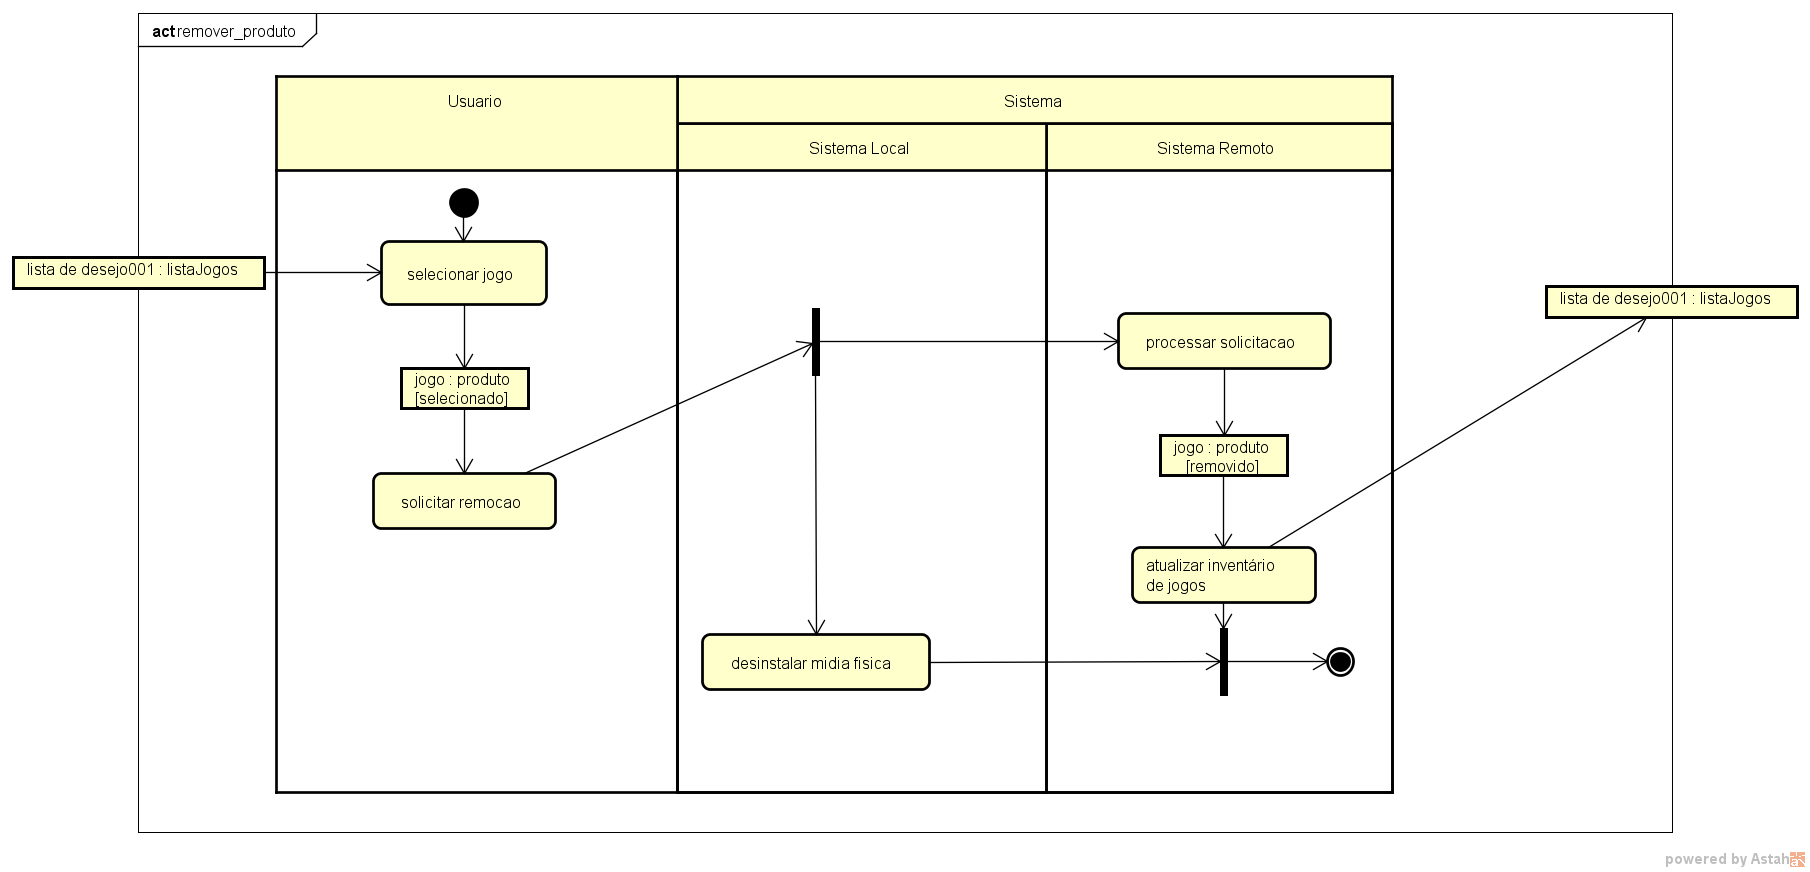 act remover_produto
Usuario
Sistema
Sistema Local
Sistema Remoto
lista de desejo001 : listaJogos
selecionar jogo
lista de desejo001 : listaJogos
processar solicitacao
jogo : produto
[selecionado]
jogo : produto
[removido]
solicitar remocao
atualizar inventário
de jogos
desinstalar midia fisica
powered by Astah